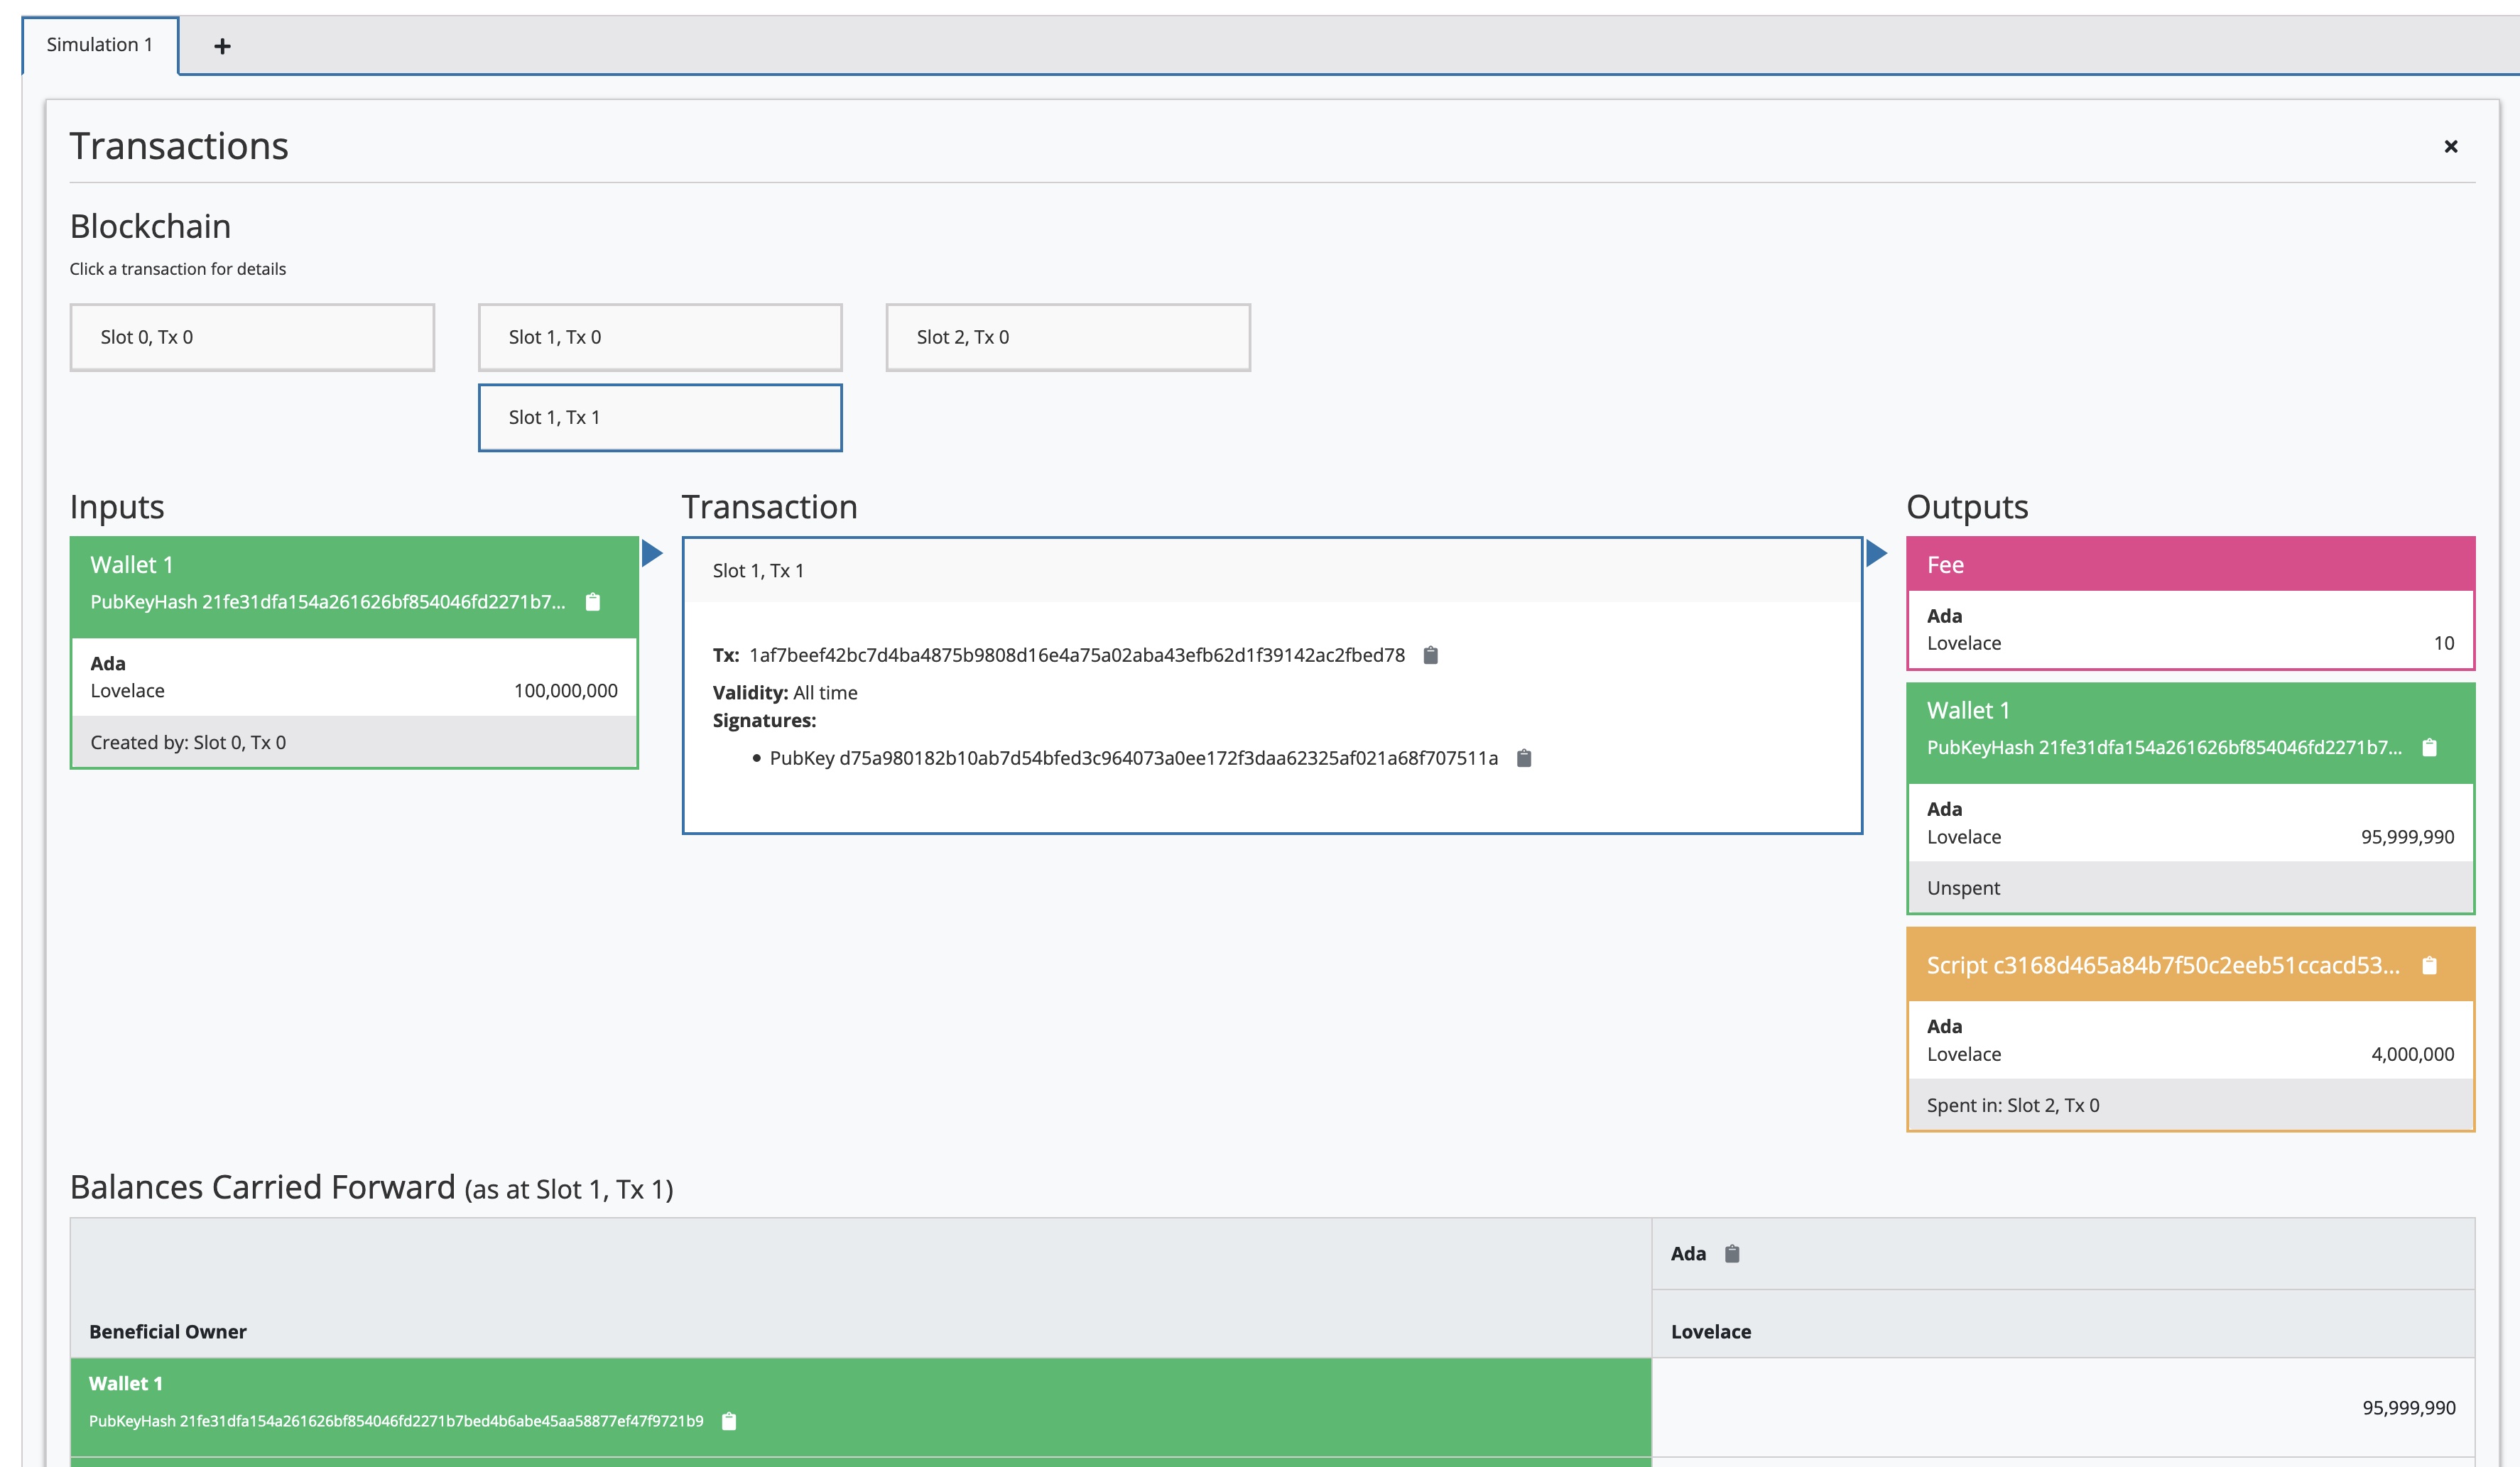 Simulation 1
+
Transactions
×
Blockchain
Click a transaction for details
Slot 0, Tx 0
Slot 1, Tx 0
Slot 2, Tx 0
Slot 1, Tx 1
Inputs
Wallet 1
PubKeyHash 21fe31dfa154a261626bf854046fd2271b7...
Ada
Lovelace 100,000,000
Created by: Slot 0, Tx 0
Transaction
Slot 1, Tx 1
Tx: 1af7beef42bc7d4ba4875b9808d16e4a75a02aba43efb62d1f39142ac2fbed78
Validity: All time
Signatures:
• PubKey d75a980182b10ab7d54bfed3c964073a0ee172f3daa62325af021a68f707511a
Outputs
Fee
Ada
Lovelace 10
Wallet 1
PubKeyHash 21fe31dfa154a261626bf854046fd2271b7...
Ada
Lovelace 95,999,990
Unspent
Script c3168d465a84b7f50c2eeb51ccacd53...
Ada
Lovelace 4,000,000
Spent in: Slot 2, Tx 0
Balances Carried Forward (as at Slot 1, Tx 1)
Ada
Beneficial Owner Lovelace
Wallet 1
PubKeyHash 21fe31dfa154a261626bf854046fd2271b7bed4b6abe45aa58877ef47f9721b9
95,999,990